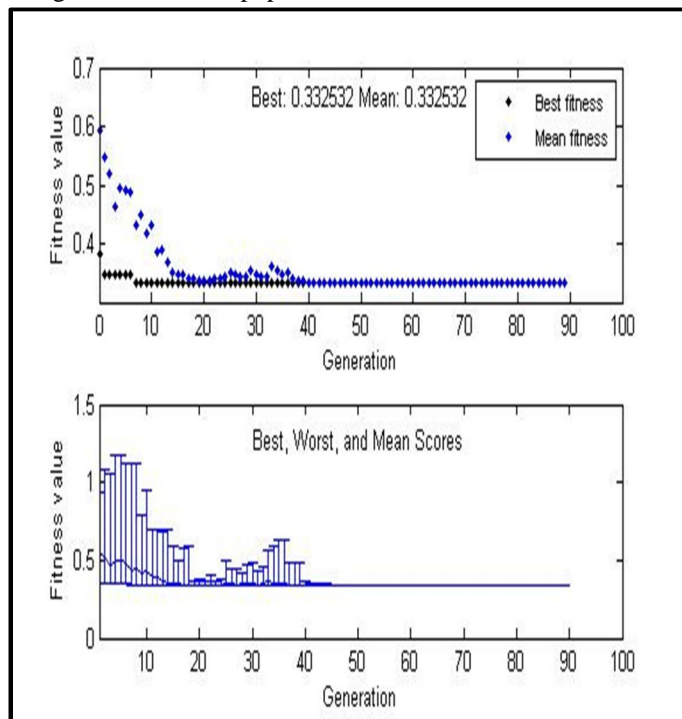 0.7
Best: 0.332532 Mean: 0.332532
Best fitness
Mean fitness
0.6
0.5
0.4
Fitness value
0 10 20 30 40 50 60 70 80 90 100
Generation
1.5
Best, Worst, and Mean Scores
1
0.5
0
Fitness value
10 20 30 40 50 60 70 80 90 100
Generation